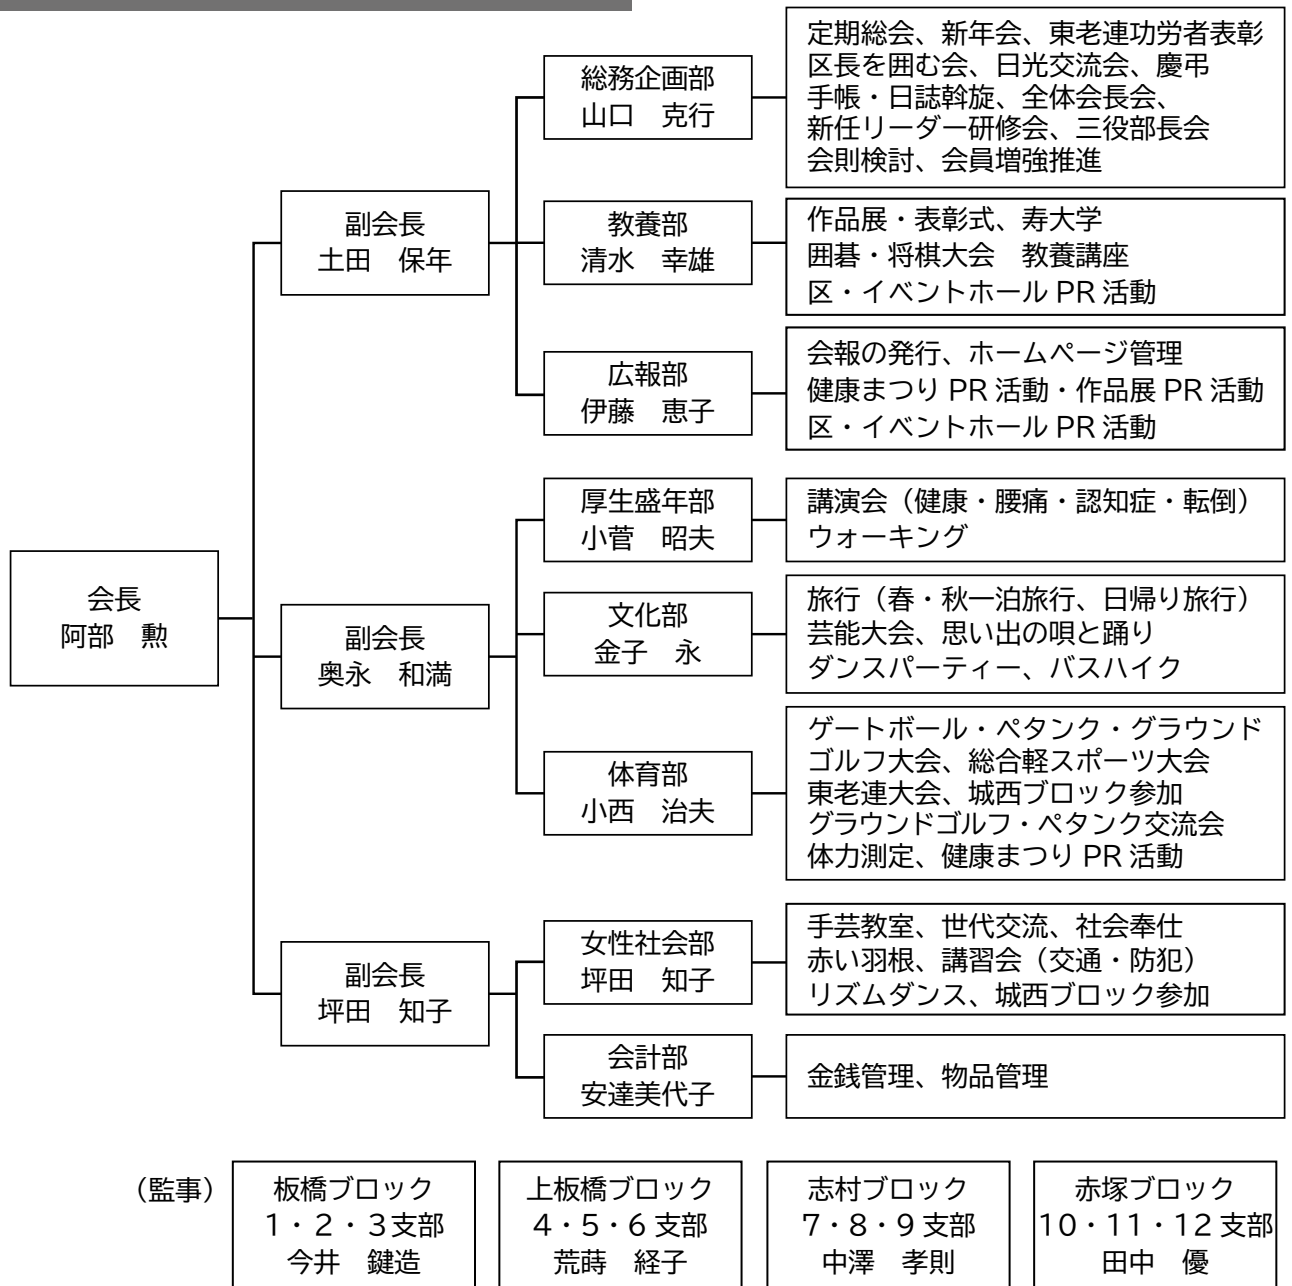 会長
阿部　勲
副会長
土田　保年
総務企画部
山口　克行
定期総会、新年会、東老連功労者表彰
区長を囲む会、日光交流会、慶弔
手帳・日誌斡旋、全体会長会、
新任リーダー研修会、三役部長会
会則検討、会員増強推進
教養部
清水　幸雄
作品展・表彰式、寿大学
囲碁・将棋大会　教養講座
区・イベントホール PR 活動
広報部
伊藤　恵子
会報の発行、ホームページ管理
健康まつり PR 活動・作品展 PR 活動
区・イベントホール PR 活動
副会長
奥永　和満
厚生盛年部
小菅　昭夫
講演会（健康・腰痛・認知症・転倒）
ウォーキング
文化部
金子　永
旅行（春・秋一泊旅行、日帰り旅行）
芸能大会、思い出の唄と踊り
ダンスパーティー、バスハイク
体育部
小西　治夫
ゲートボール・ペタンク・グラウンド
ゴルフ大会、総合軽スポーツ大会
東老連大会、城西ブロック参加
グラウンドゴルフ・ペタンク交流会
体力測定、健康まつり PR 活動
副会長
坪田　知子
女性社会部
坪田　知子
手芸教室、世代交流、社会奉仕
赤い羽根、講習会（交通・防犯）
リズムダンス、城西ブロック参加
会計部
安達美代子
金銭管理、物品管理
（監事）
板橋ブロック
1・2・3支部
今井　鍵造
上板橋ブロック
4・5・6 支部
荒蒔　経子
志村ブロック
7・8・9 支部
中澤　孝則
赤塚ブロック
10・11・12 支部
田中　優